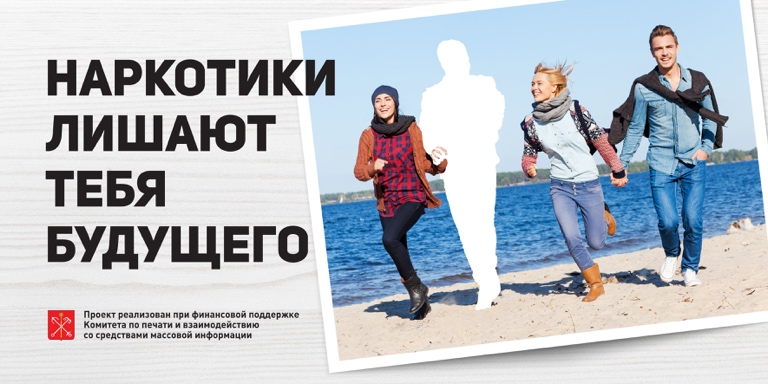 НАРКОТИКИ
ЛИШАЮТ
ТЕБЯ
БУДУЩЕГО
Проект реализован при финансовой поддержке
Комитета по печати и взаимодействию
со средствами массовой информации